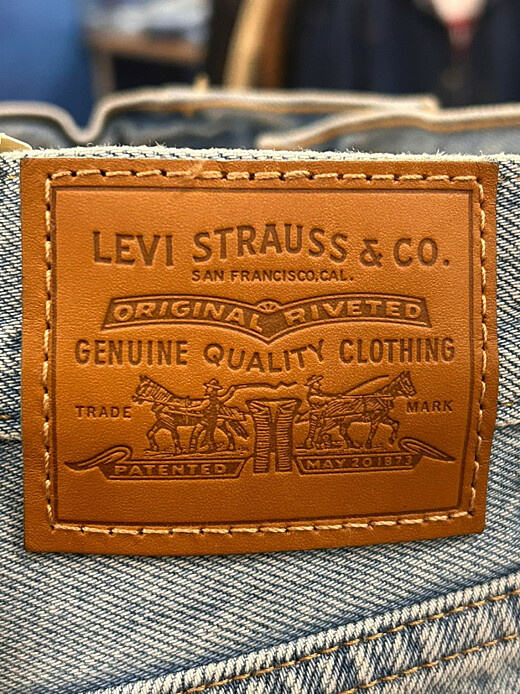 LEVI STRAUSS & CO.
SAN FRANCISCO, CAL.
ORIGINAL RIVETED
GENUINE QUALITY CLOTHING
TRADE MARK
PATENTED MAY 20 1873